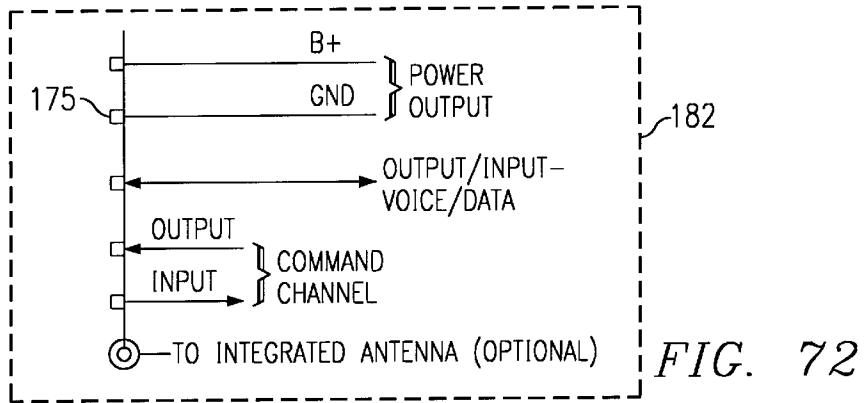 B+
POWER
OUTPUT
GND
175
182
OUTPUT/INPUT-
VOICE/DATA
OUTPUT
COMMAND
CHANNEL
INPUT
TO INTEGRATED ANTENNA (OPTIONAL)
FIG. 72